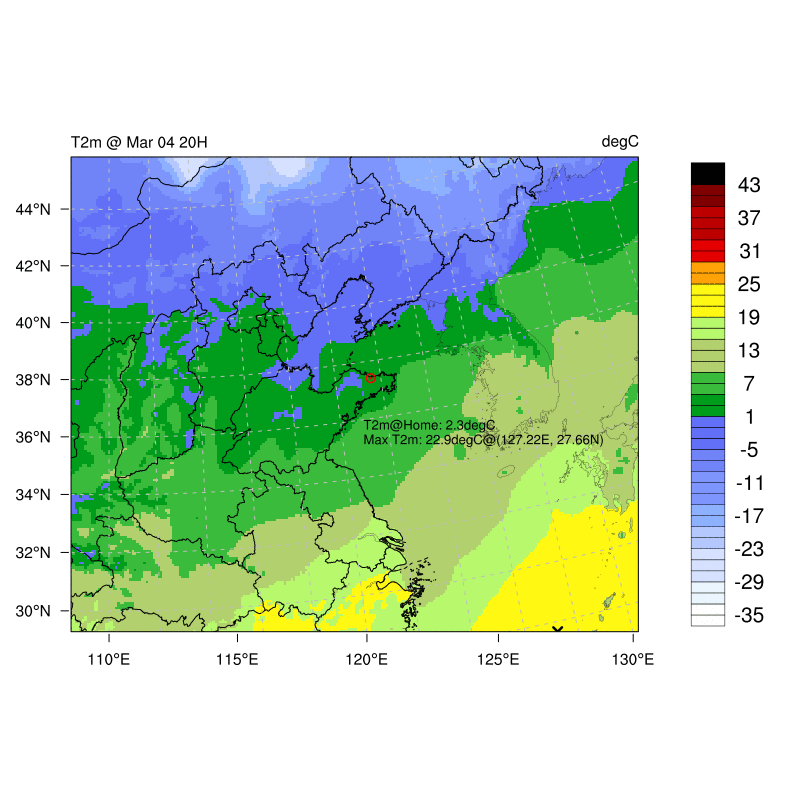 T2m @ Mar 04 20H
degC
44°N
42°N
40°N
38°N
36°N
34°N
32°N
30°N
T2m@Home: 2.3degC
Max T2m: 22.9degC@(127.22E, 27.66N)
110°E
115°E
120°E
125°E
130°E
43
37
31
25
19
13
7
1
-5
-11
-17
-23
-29
-35